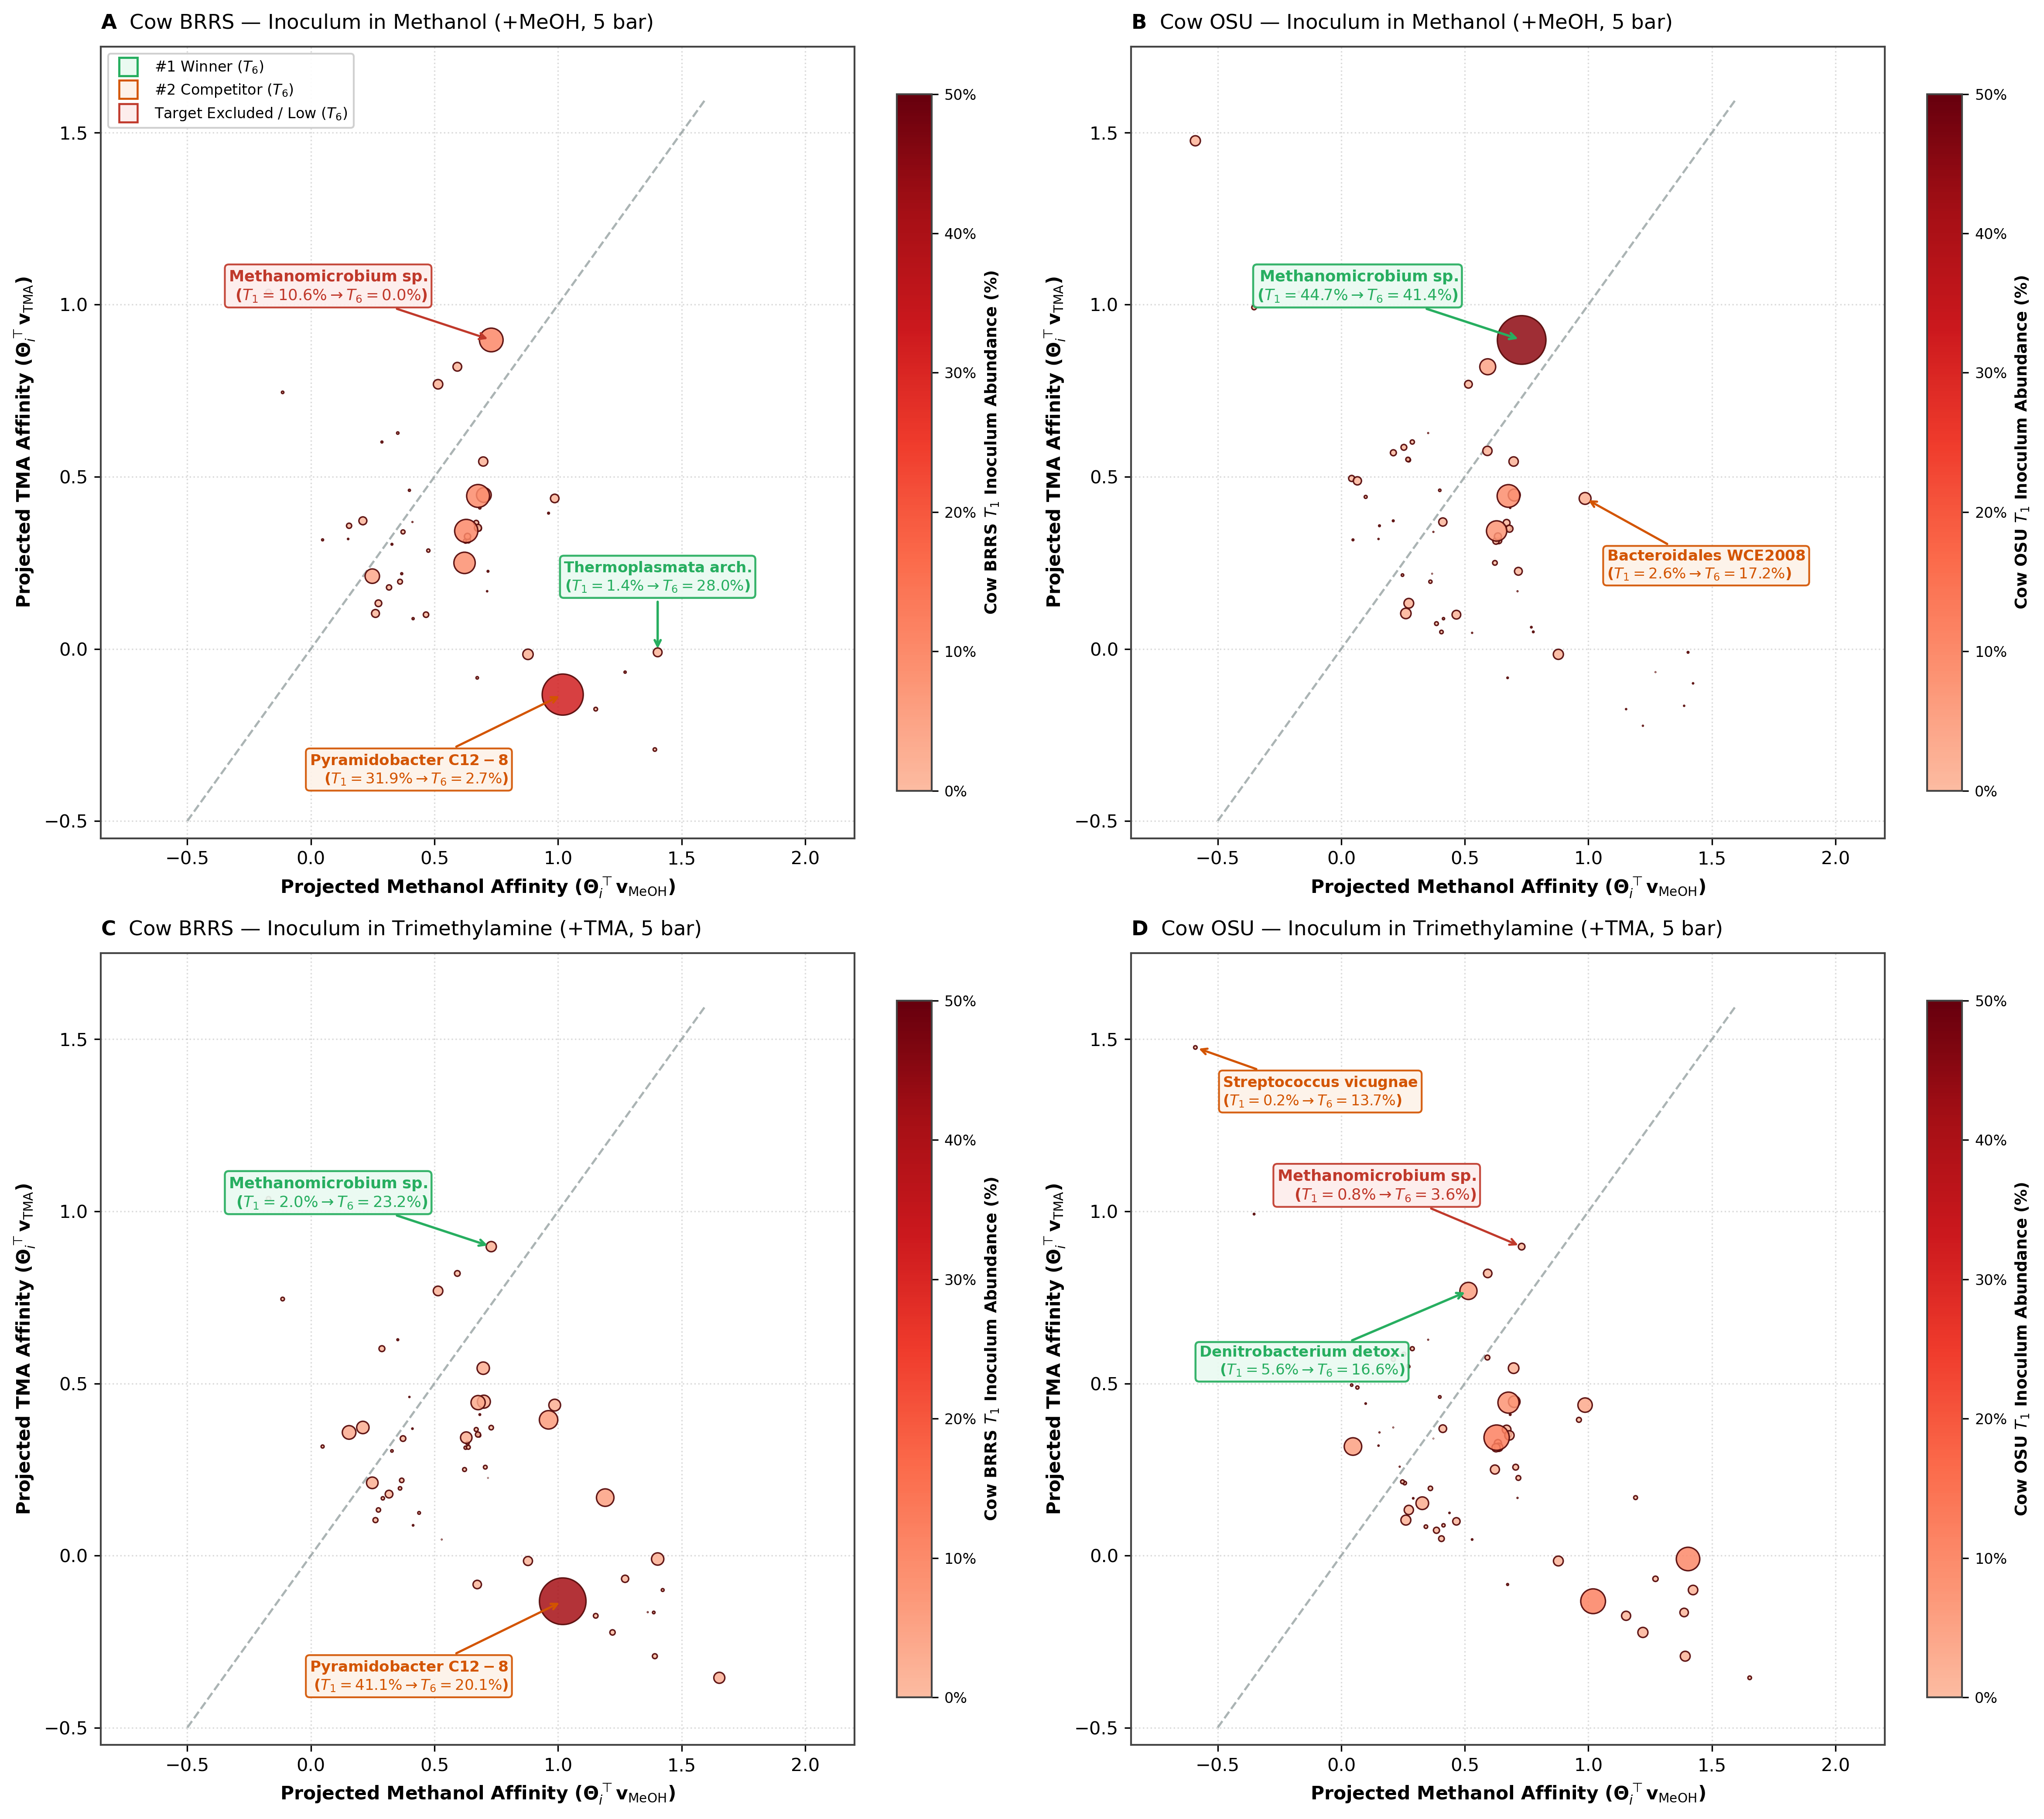 A Cow BRRS — Inoculum in Methanol (+MeOH, 5 bar)
#1 Winner (T₆)
#2 Competitor (T₆)
Target Excluded / Low (T₆)
Methanomicrobium sp.
(T₁ = 10.6% → T₆ = 0.0%)
Thermoplasmata arch.
(T₁ = 1.4% → T₆ = 28.0%)
Pyramidobacter C12 − 8
(T₁ = 31.9% → T₆ = 2.7%)
1.5
1.0
0.5
0.0
−0.5
−0.5 0.0 0.5 1.0 1.5 2.0
Projected TMA Affinity (Θᵢ⊤ v_TMA)
Projected Methanol Affinity (Θᵢ⊤ v_MeOH)
50%
40%
30%
20%
10%
0%
Cow BRRS T₁ Inoculum Abundance (%)
B Cow OSU — Inoculum in Methanol (+MeOH, 5 bar)
Methanomicrobium sp.
(T₁ = 44.7% → T₆ = 41.4%)
Bacteroidales WCE2008
(T₁ = 2.6% → T₆ = 17.2%)
1.5
1.0
0.5
0.0
−0.5
−0.5 0.0 0.5 1.0 1.5 2.0
Projected TMA Affinity (Θᵢ⊤ v_TMA)
Projected Methanol Affinity (Θᵢ⊤ v_MeOH)
50%
40%
30%
20%
10%
0%
Cow OSU T₁ Inoculum Abundance (%)
C Cow BRRS — Inoculum in Trimethylamine (+TMA, 5 bar)
Methanomicrobium sp.
(T₁ = 2.0% → T₆ = 23.2%)
Pyramidobacter C12 − 8
(T₁ = 41.1% → T₆ = 20.1%)
1.5
1.0
0.5
0.0
−0.5
−0.5 0.0 0.5 1.0 1.5 2.0
Projected TMA Affinity (Θᵢ⊤ v_TMA)
Projected Methanol Affinity (Θᵢ⊤ v_MeOH)
50%
40%
30%
20%
10%
0%
Cow BRRS T₁ Inoculum Abundance (%)
D Cow OSU — Inoculum in Trimethylamine (+TMA, 5 bar)
Streptococcus vicugnae
(T₁ = 0.2% → T₆ = 13.7%)
Methanomicrobium sp.
(T₁ = 0.8% → T₆ = 3.6%)
Denitrobacterium detox.
(T₁ = 5.6% → T₆ = 16.6%)
1.5
1.0
0.5
0.0
−0.5
−0.5 0.0 0.5 1.0 1.5 2.0
Projected TMA Affinity (Θᵢ⊤ v_TMA)
Projected Methanol Affinity (Θᵢ⊤ v_MeOH)
50%
40%
30%
20%
10%
0%
Cow OSU T₁ Inoculum Abundance (%)